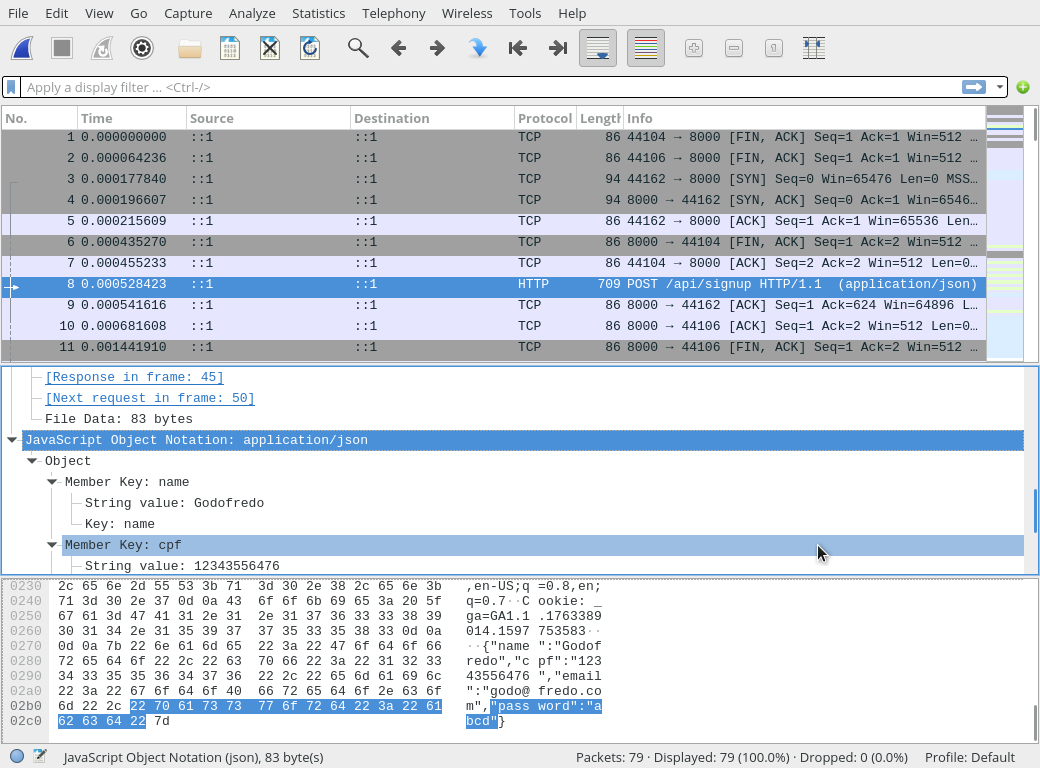 File Edit View Go Capture Analyze Statistics Telephony Wireless Tools Help
Apply a display filter … <Ctrl-/>
No. Time Source Destination Protocol Length Info
1 0.000000000 ::1 ::1 TCP 86 44104 → 8000 [FIN, ACK] Seq=1 Ack=1 Win=512 …
2 0.000064236 ::1 ::1 TCP 86 44106 → 8000 [FIN, ACK] Seq=1 Ack=1 Win=512 …
3 0.000177840 ::1 ::1 TCP 94 44162 → 8000 [SYN] Seq=0 Win=65476 Len=0 MSS…
4 0.000196607 ::1 ::1 TCP 94 8000 → 44162 [SYN, ACK] Seq=0 Ack=1 Win=6546…
5 0.000215609 ::1 ::1 TCP 86 44162 → 8000 [ACK] Seq=1 Ack=1 Win=65536 Len…
6 0.000435270 ::1 ::1 TCP 86 8000 → 44104 [FIN, ACK] Seq=1 Ack=2 Win=512 …
7 0.000455233 ::1 ::1 TCP 86 44104 → 8000 [ACK] Seq=2 Ack=2 Win=512 Len=0…
8 0.000528423 ::1 ::1 HTTP 709 POST /api/signup HTTP/1.1 (application/json)
9 0.000541616 ::1 ::1 TCP 86 8000 → 44162 [ACK] Seq=1 Ack=624 Win=64896 L…
10 0.000681608 ::1 ::1 TCP 86 8000 → 44106 [ACK] Seq=1 Ack=2 Win=512 Len=0…
11 0.001441910 ::1 ::1 TCP 86 8000 → 44106 [FIN, ACK] Seq=1 Ack=2 Win=512 …
[Response in frame: 45]
[Next request in frame: 50]
File Data: 83 bytes
JavaScript Object Notation: application/json
Object
Member Key: name
String value: Godofredo
Key: name
Member Key: cpf
String value: 12343556476
0230 2c 65 6e 2d 55 53 3b 71 3d 30 2e 38 2c 65 6e 3b ,en-US;q =0.8,en;
0240 71 3d 30 2e 37 0d 0a 43 6f 6f 6b 69 65 3a 20 5f q=0.7··C ookie: _
0250 67 61 3d 47 41 31 2e 31 2e 31 37 36 33 33 38 39 ga=GA1.1 .1763389
0260 30 31 34 2e 31 35 39 37 37 35 33 35 38 33 0d 0a 014.1597 753583··
0270 0d 0a 7b 22 6e 61 6d 65 22 3a 22 47 6f 64 6f 66 ··{"name ":"Godof
0280 72 65 64 6f 22 2c 22 63 70 66 22 3a 22 31 32 33 redo","c pf":"123
0290 34 33 35 35 36 34 37 36 22 2c 22 65 6d 61 69 6c 43556476 ","email
02a0 22 3a 22 67 6f 64 6f 40 66 72 65 64 6f 2e 63 6f ":"godo@ fredo.co
02b0 6d 22 2c 22 70 61 73 73 77 6f 72 64 22 3a 22 61 m","pass word":"a
02c0 62 63 64 22 7d bcd"}
JavaScript Object Notation (json), 83 byte(s) Packets: 79 · Displayed: 79 (100.0%) · Dropped: 0 (0.0%) Profile: Default